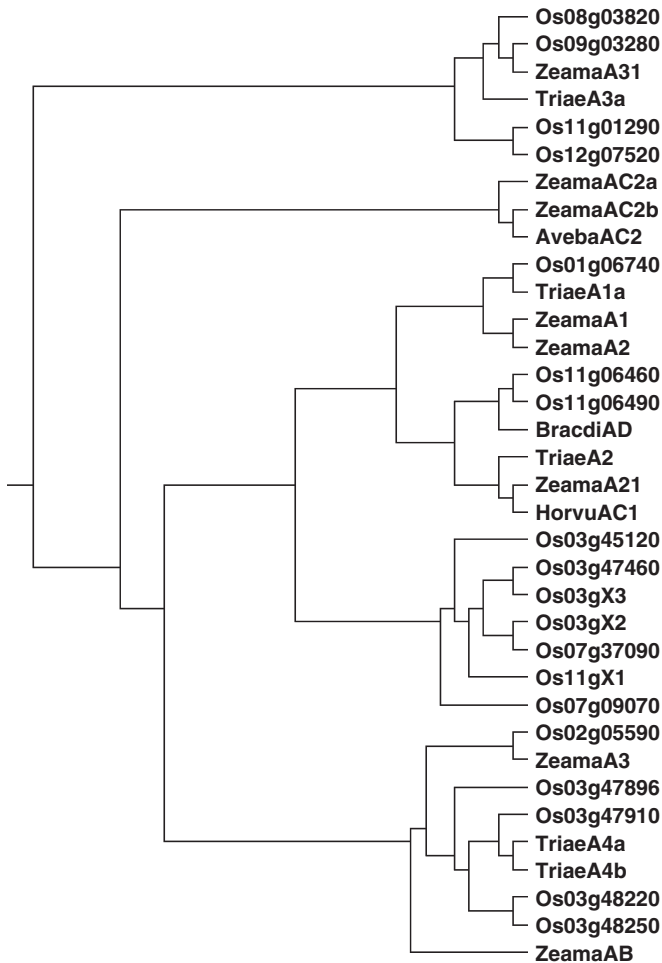 Os08g03820
Os09g03280
ZeamaA31
TriaeA3a
Os11g01290
Os12g07520
ZeamaAC2a
ZeamaAC2b
AvebaAC2
Os01g06740
TriaeA1a
ZeamaA1
ZeamaA2
Os11g06460
Os11g06490
BracdiAD
TriaeA2
ZeamaA21
HorvuAC1
Os03g45120
Os03g47460
Os03gX3
Os03gX2
Os07g37090
Os11gX1
Os07g09070
Os02g05590
ZeamaA3
Os03g47896
Os03g47910
TriaeA4a
TriaeA4b
Os03g48220
Os03g48250
ZeamaAB